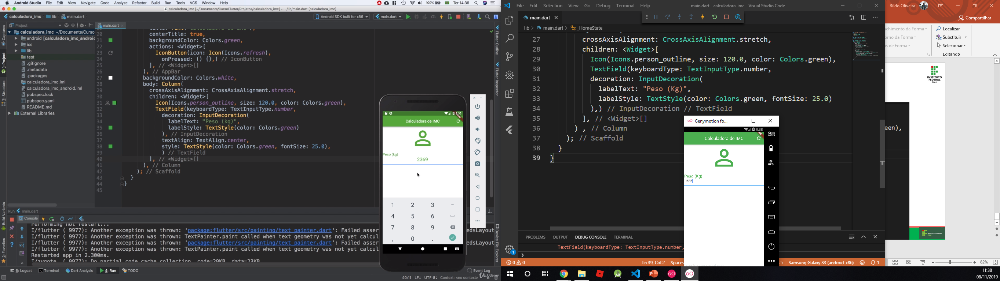 Android Studio File Edit View Navigate Code Analyze Refactor Build Run Tools VCS Window Help
100% Ter 14:36
calculadora_imc [~/Documents/CursoFlutter/Projetos/calculadora_imc] - .../lib/main.dart [calculadora_imc]
calculadora_imc lib main.dart
Android SDK built for x86 main.dart
Project
main.dart
calculadora_imc ~/Documents/Curso
android [calculadora_imc_android
ios
lib
test
.gitignore
.metadata
.packages
calculadora_imc.iml
calculadora_imc_android.iml
pubspec.lock
pubspec.yaml
README.md
External Libraries
Captures
1: Project
Z: Structure
Build Variants
2: Favorites
20 centerTitle: true,
21 backgroundColor: Colors.green,
22 actions: <Widget>[
23 IconButton(icon: Icon(Icons.refresh),
24 onPressed: () {},) // IconButton
25 ], // <Widget>[]
26 ), // AppBar
27 backgroundColor: Colors.white,
28 body: Column(
29 crossAxisAlignment: CrossAxisAlignment.stretch,
30 children: <Widget>[
31 Icon(Icons.person_outline, size: 120.0, color: Colors.green),
32 TextField(keyboardType: TextInputType.number,
33 decoration: InputDecoration(
34 labelText: "Peso (kg)",
35 labelStyle: TextStyle(color: Colors.green)
36 ), // InputDecoration
37 textAlign: TextAlign.center,
38 style: TextStyle(color: Colors.green, fontSize: 25.0),
39 ) // TextField
40 ], // <Widget>[]
41 ), // Column
42 ); // Scaffold
43 }
44 }
45
Flutter Outline
Flutter Inspector
Device File Explorer
8:35
Calculadora de IMC
Peso (kg)
2369
1 2 3 -
4 5 6
7 8 9
, 0 .
Run main.dart
Console
Performing hot restart...
I/flutter ( 9977): Another exception was thrown: 'package:flutter/src/painting/text_painter.dart': Failed asser
edsLayout
I/flutter ( 9977): Another exception was thrown: TextPainter.paint called when text geometry was not yet calcul
I/flutter ( 9977): Another exception was thrown: 'package:flutter/src/painting/text_painter.dart': Failed asser
edsLayout
I/flutter ( 9977): Another exception was thrown: TextPainter.paint called when text geometry was not yet calcul
Restarted app in 2.300ms.
I/zygote ( 9977): Do partial code cache collection, code=29KB, data=23KB
6: Logcat Terminal Dart Analysis 4: Run TODO
Event Log
40:11 LF÷ UTF-8÷ Context: <no context>
Udemy
File Edit Selection View Go Debug Terminal Help
main.dart - calculadora_imc - Visual Studio Code
main.dart
lib > main.dart > _HomeState
27 crossAxisAlignment: CrossAxisAlignment.stretch,
28 children: <Widget>[
29 Icon(Icons.person_outline, size: 120.0, color: Colors.green),
30 TextField(keyboardType: TextInputType.number,
31 decoration: InputDecoration(
32 labelText: "Peso (Kg)",
33 labelStyle: TextStyle(color: Colors.green, fontSize: 25.0)
34 ),) // InputDecoration // TextField
35 ], // <Widget>[]
36 ) , // Column
37 ); // Scaffold
38 }
39 }
Genymotion fo...
9:38
Calculadora de IMC
Peso (Kg)
1222
Open GAPPS
GPS
PROBLEMS OUTPUT DEBUG CONSOLE TERMINAL
TextField(keyboardType: TextInputType.number,
1
0 0
Ln 39, Col 2 Spaces
.5 Samsung Galaxy S3 (android-x86) 1
Rildo Oliveira
Compartilhar
chimento da Forma
orno da Forma
os de Forma
Localizar
Substituir
Selecionar
Editando
INSTITUTO
FEDERAL
Piauí
een),
INSTITUTO FEDERAL
Piauí
82%
11:38
08/11/2019